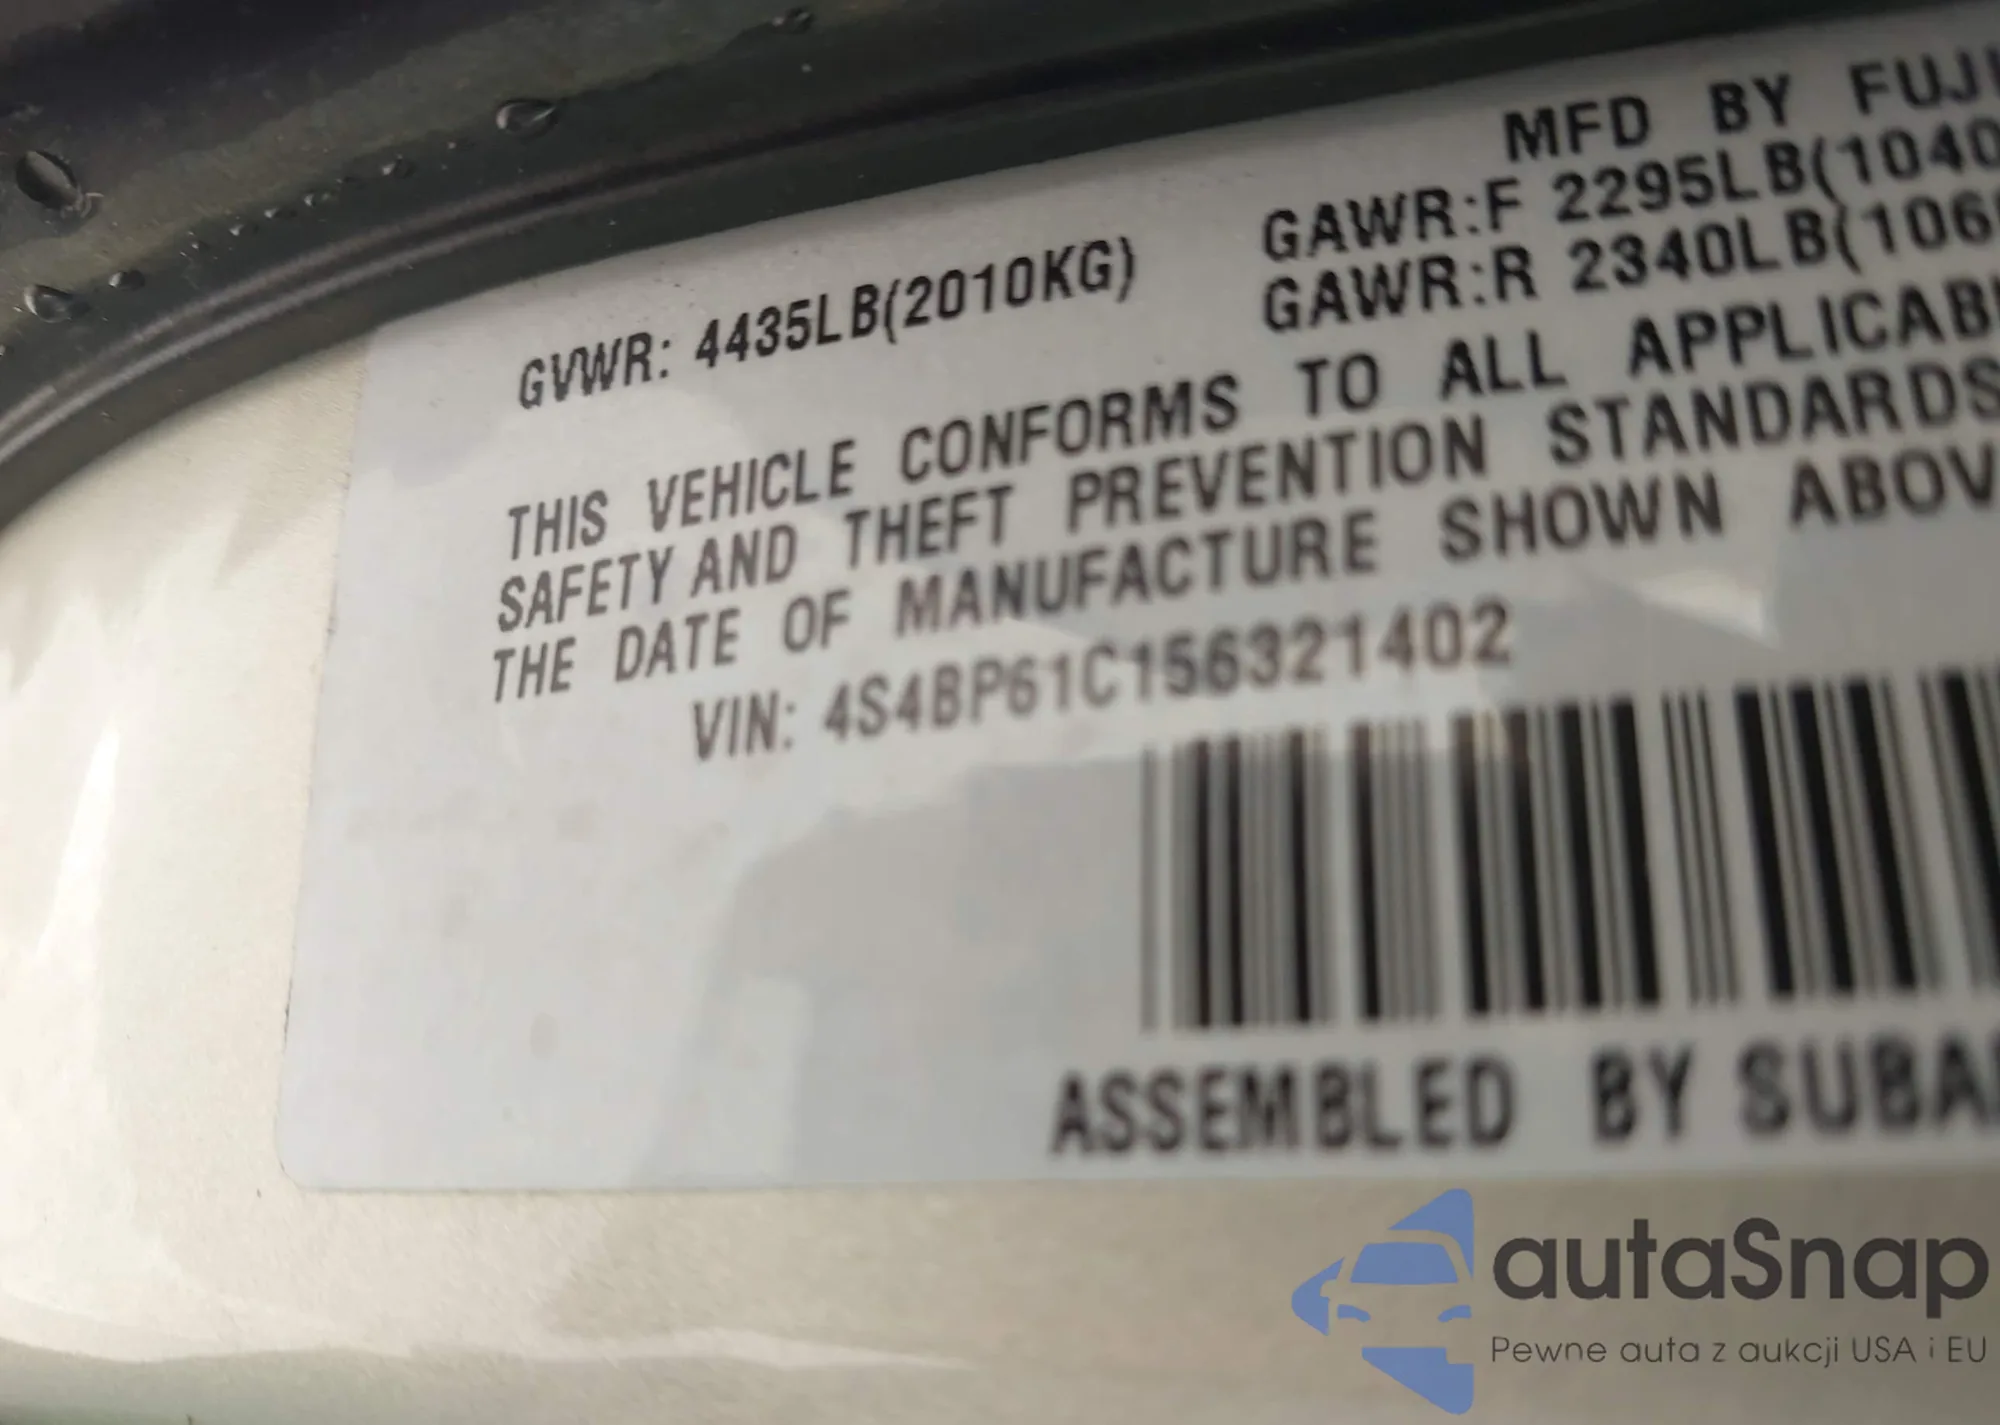 MFD BY FUJI
GVWR: 4435LB(2010KG)
GAWR:F 2295LB(1040
GAWR:R 2340LB(106
THIS VEHICLE CONFORMS TO ALL APPLICAB
SAFETY AND THEFT PREVENTION STANDARDS
THE DATE OF MANUFACTURE SHOWN ABOV
VIN: 4S4BP61C156321402
ASSEMBLED BY SUBA
autaSnap
Pewne auta z aukcji USA i EU